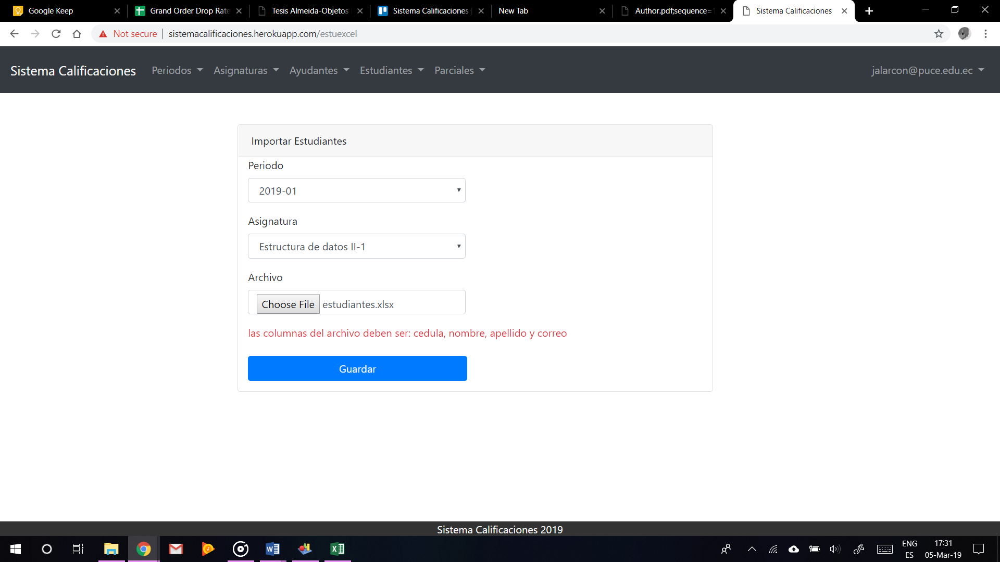 Google Keep
Grand Order Drop Rate
Tesis Almeida-Objetos
Sistema Calificaciones
New Tab
Author.pdf;sequence=
Sistema Calificaciones
Not secure | sistemacalificaciones.herokuapp.com/estuexcel
Sistema Calificaciones
Periodos
Asignaturas
Ayudantes
Estudiantes
Parciales
jalarcon@puce.edu.ec
Importar Estudiantes
Periodo
2019-01
Asignatura
Estructura de datos II-1
Archivo
Choose File estudiantes.xlsx
las columnas del archivo deben ser: cedula, nombre, apellido y correo
Guardar
Sistema Calificaciones 2019
ENG
ES
17:31
05-Mar-19